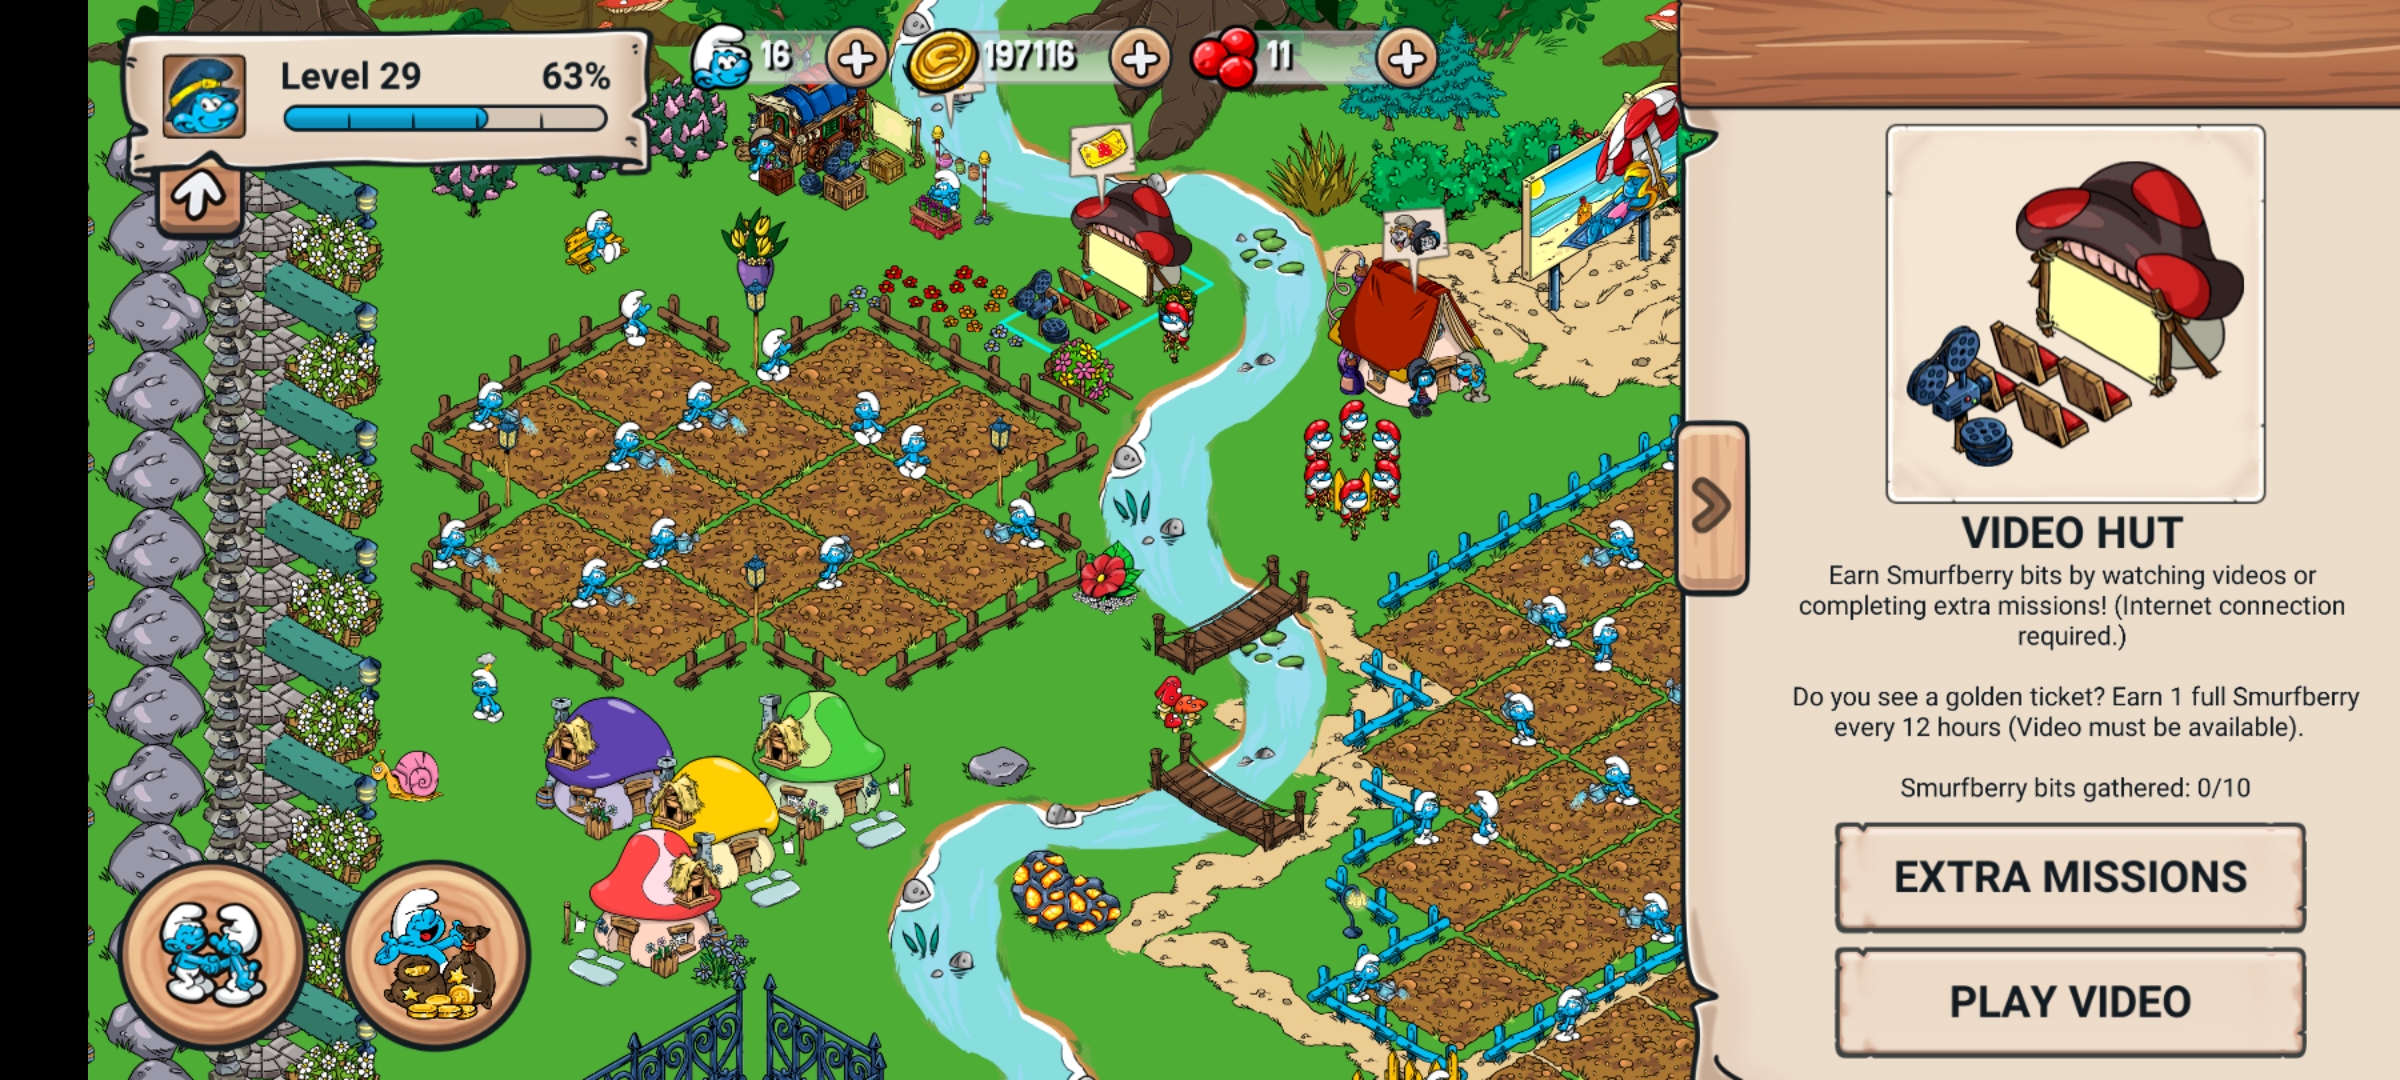 Level 29 63%
16
197116
11
VIDEO HUT
Earn Smurfberry bits by watching videos or
completing extra missions! (Internet connection
required.)
Do you see a golden ticket? Earn 1 full Smurfberry
every 12 hours (Video must be available).
Smurfberry bits gathered: 0/10
EXTRA MISSIONS
PLAY VIDEO